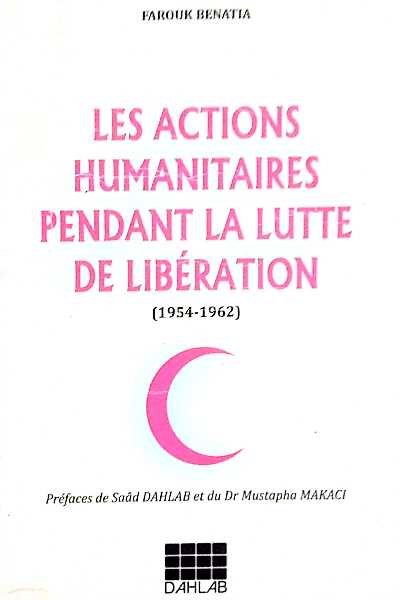 FAROUK BENATIA
LES ACTIONS
HUMANITAIRES
PENDANT LA LUTTE
DE LIBÉRATION
(1954-1962)
Préfaces de Saâd DAHLAB et du Dr Mustapha MAKACI
DAHLAB